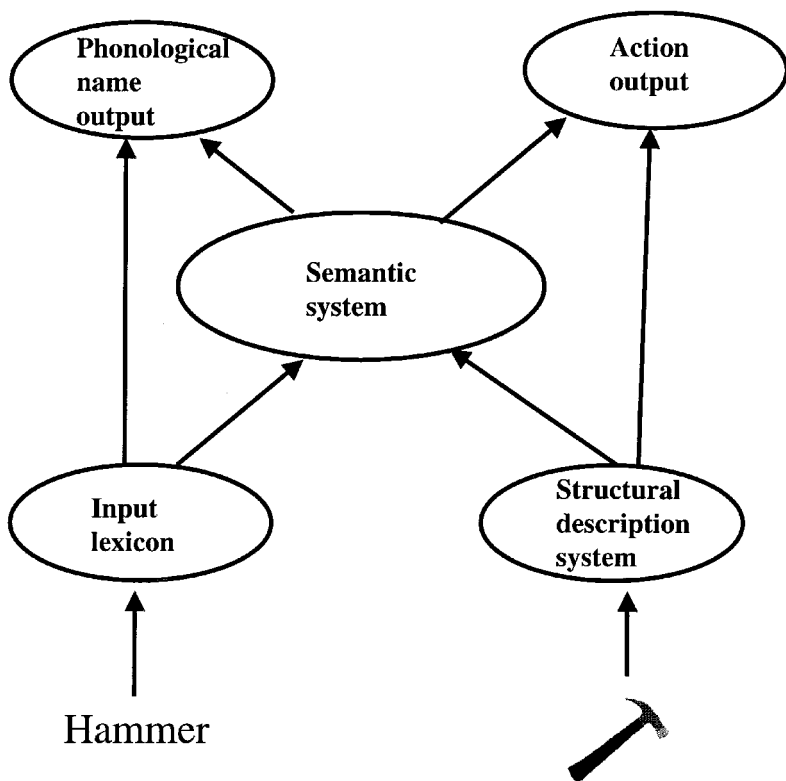 Phonological
name
output
Action
output
Semantic
system
Input
lexicon
Structural
description
system
Hammer